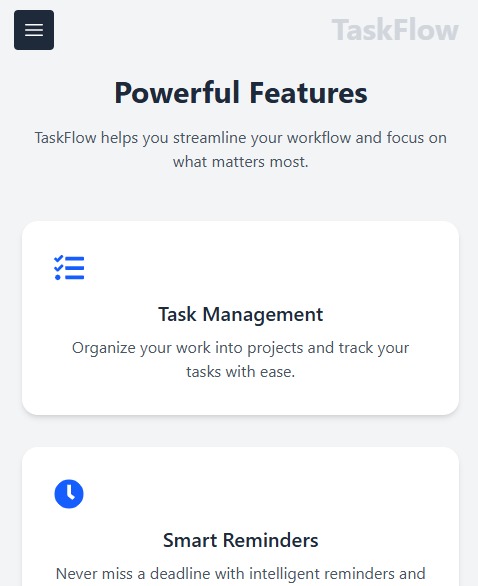 TaskFlow
Powerful Features
TaskFlow helps you streamline your workflow and focus on
what matters most.
Task Management
Organize your work into projects and track your
tasks with ease.
Smart Reminders
Never miss a deadline with intelligent reminders and